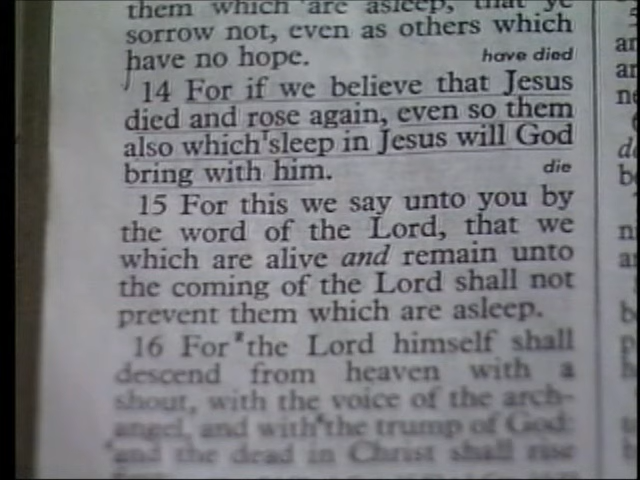 them which are asleep, that ye
sorrow not, even as others which
have no hope.
have died
14 For if we believe that Jesus
died and rose again, even so them
also which sleep in Jesus will God
bring with him.
die
15 For this we say unto you by
the word of the Lord, that we
which are alive and remain unto
the coming of the Lord shall not
prevent them which are asleep.
16 For the Lord himself shall
descend from heaven with a
shout, with the voice of the arch-
angel, and with the trump of God:
and the dead in Christ shall rise